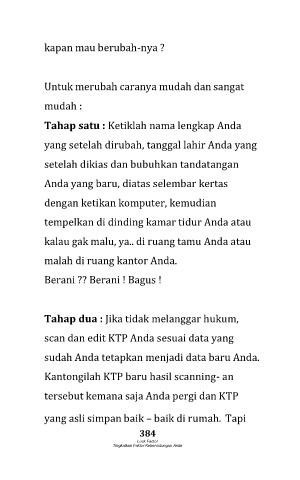 kapan mau berubah-nya ?
Untuk merubah caranya mudah dan sangat
mudah :
Tahap satu : Ketiklah nama lengkap Anda
yang setelah dirubah, tanggal lahir Anda yang
setelah dikias dan bubuhkan tandatangan
Anda yang baru, diatas selembar kertas
dengan ketikan komputer, kemudian
tempelkan di dinding kamar tidur Anda atau
kalau gak malu, ya.. di ruang tamu Anda atau
malah di ruang kantor Anda.
Berani ?? Berani ! Bagus !
Tahap dua : Jika tidak melanggar hukum,
scan dan edit KTP Anda sesuai data yang
sudah Anda tetapkan menjadi data baru Anda.
Kantongilah KTP baru hasil scanning- an
tersebut kemana saja Anda pergi dan KTP
yang asli simpan baik – baik di rumah. Tapi
384
Luck Factor
Tingkatkan Faktor Keberuntungan Anda